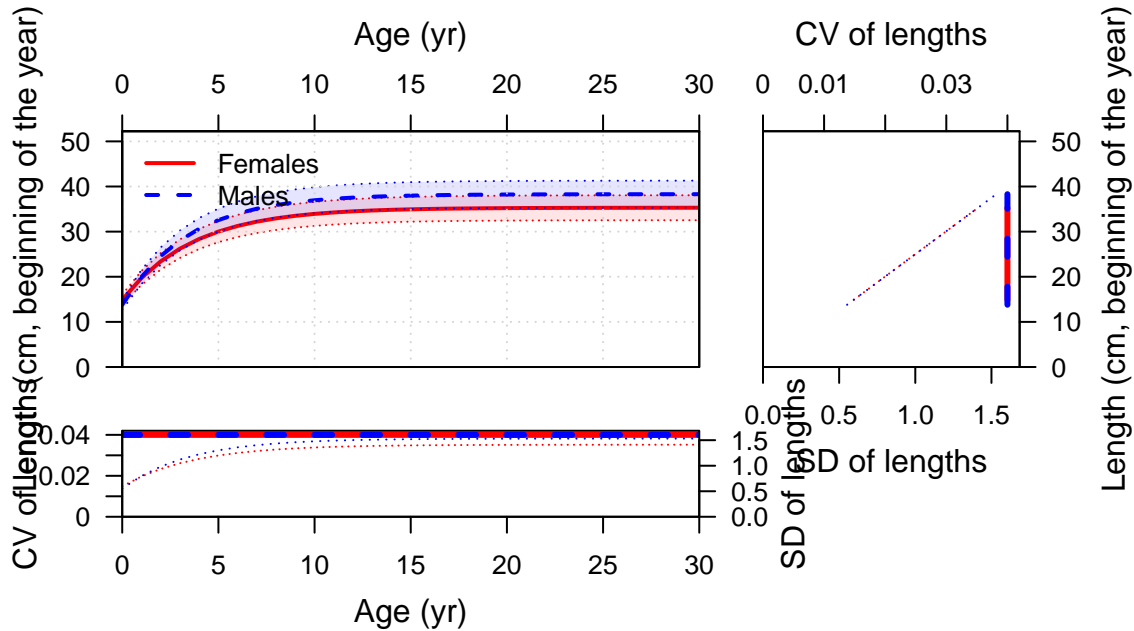 Age (yr)
CV of lengths
0 5 10 15 20 25 30
0 0.01 0.03
Length (cm, beginning of the year)
50
40
30
20
10
0
Females
Males
50
40
30
20
10
0
Length (cm, beginning of the year)
0.0 0.5 1.0 1.5
SD of lengths
CV of lengths
0.04
0.02
0
1.5
1.0
0.5
0.0
SD of lengths
0 5 10 15 20 25 30
Age (yr)